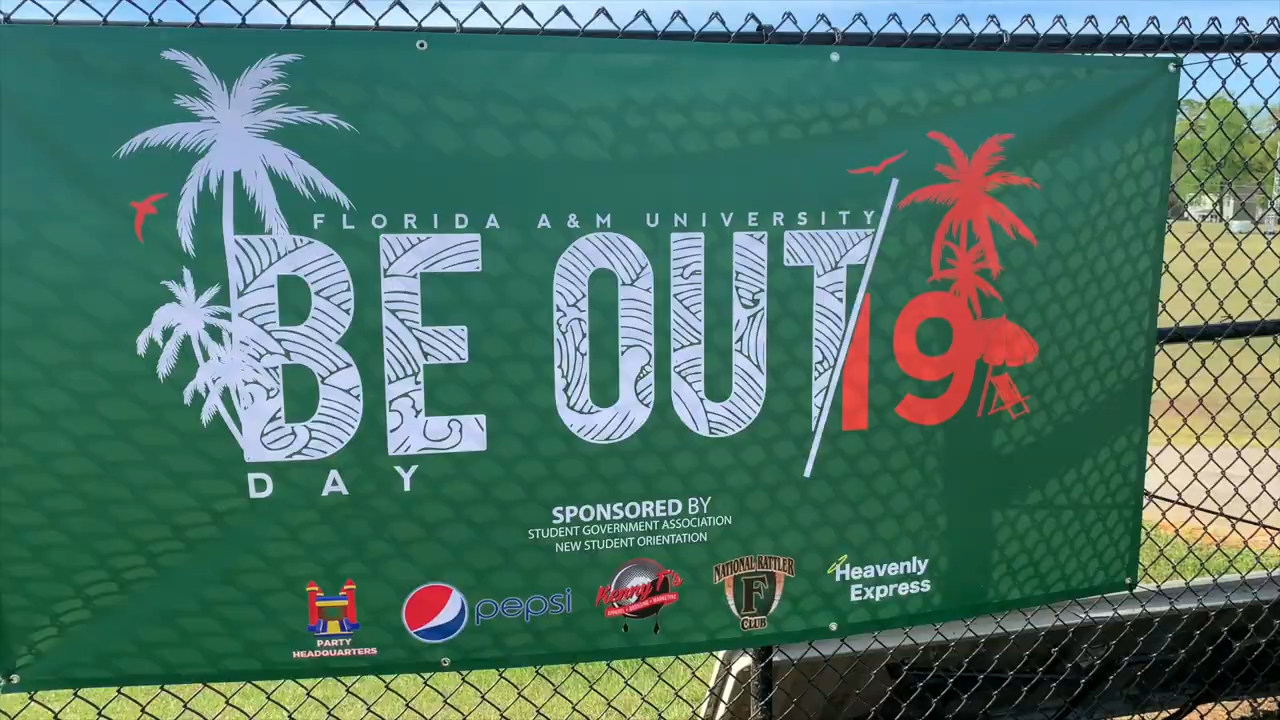 FLORIDA A&M UNIVERSITY
BE OUT/19
DAY
SPONSORED BY
STUDENT GOVERNMENT ASSOCIATION
NEW STUDENT ORIENTATION
PARTY
HEADQUARTERS
pepsi
Kenny T's
NATIONAL RATTLER
F
CLUB
Heavenly
Express